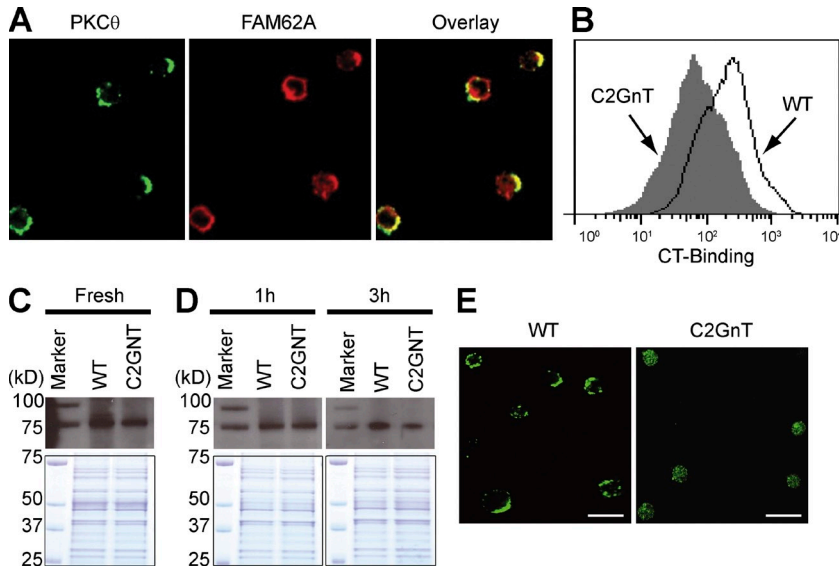 A
PKCθ
FAM62A
Overlay
B
C2GnT
WT
10⁰
10¹
10²
10³
CT-Binding
C
Fresh
(kD)
Marker
WT
C2GNT
100
75
75
50
37
25
D
1h
3h
(kD)
Marker
WT
C2GNT
Marker
WT
C2GNT
100
75
75
50
37
25
E
WT
C2GnT